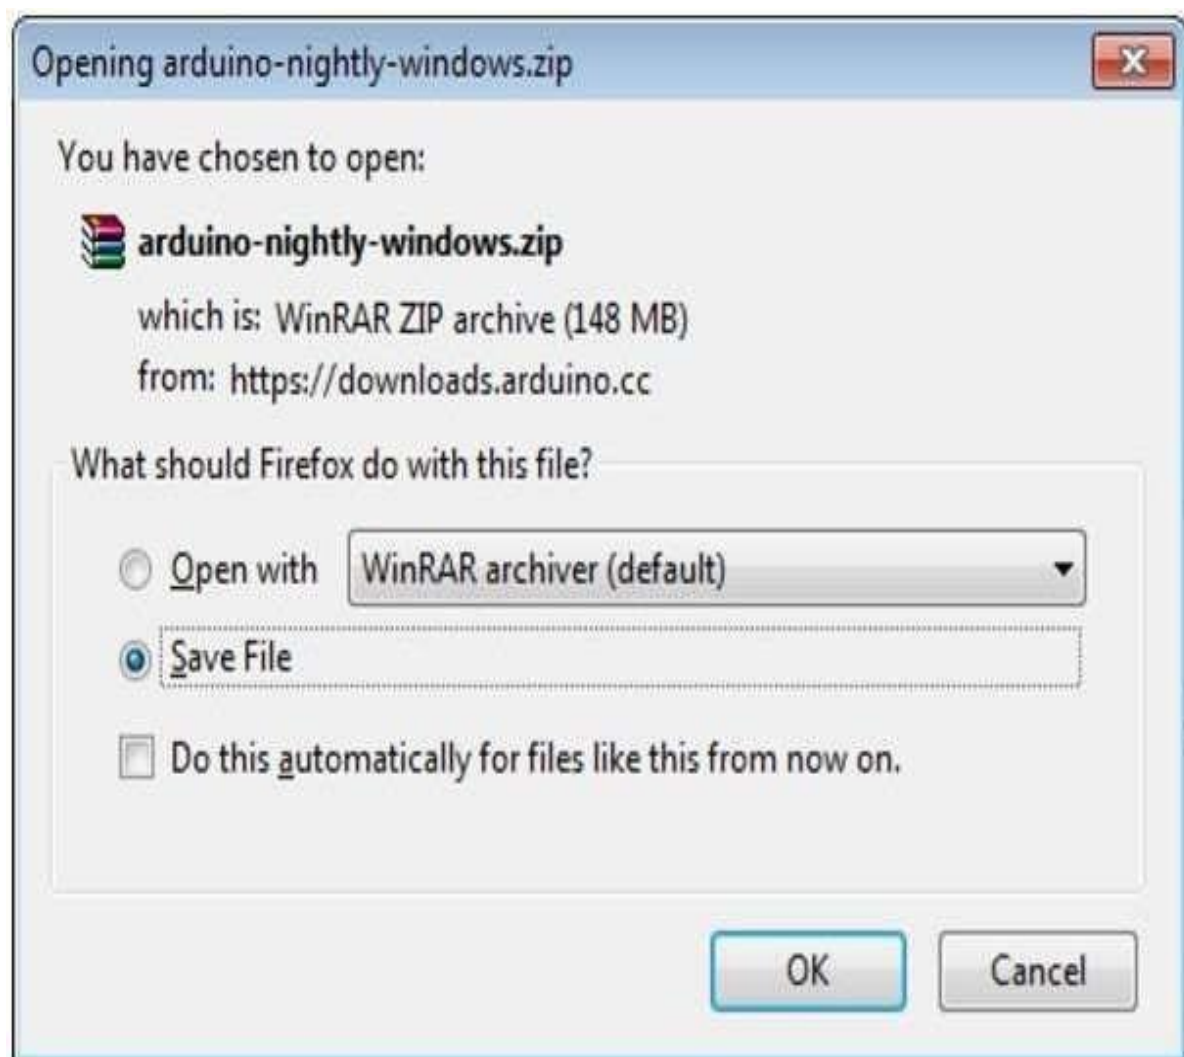 Opening arduino-nightly-windows.zip
You have chosen to open:
arduino-nightly-windows.zip
which is: WinRAR ZIP archive (148 MB)
from: https://downloads.arduino.cc
What should Firefox do with this file?
Open with WinRAR archiver (default)
Save File
Do this automatically for files like this from now on.
OK Cancel